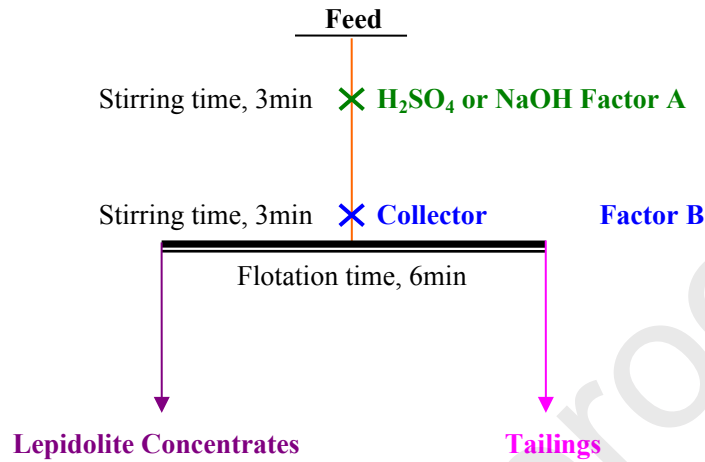 Feed
Stirring time, 3min H₂SO₄ or NaOH Factor A
Stirring time, 3min Collector Factor B
Flotation time, 6min
Lepidolite Concentrates Tailings